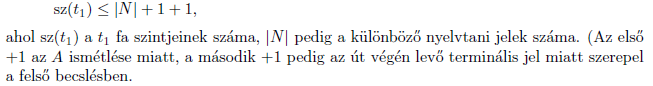 sz(t₁) ≤ |N| + 1 + 1,
ahol sz(t₁) a t₁ fa szintjeinek száma, |N| pedig a különböző nyelvtani jelek száma. (Az első
+1 az A ismétlése miatt, a második +1 pedig az út végén levő terminális jel miatt szerepel
a felső becslésben.